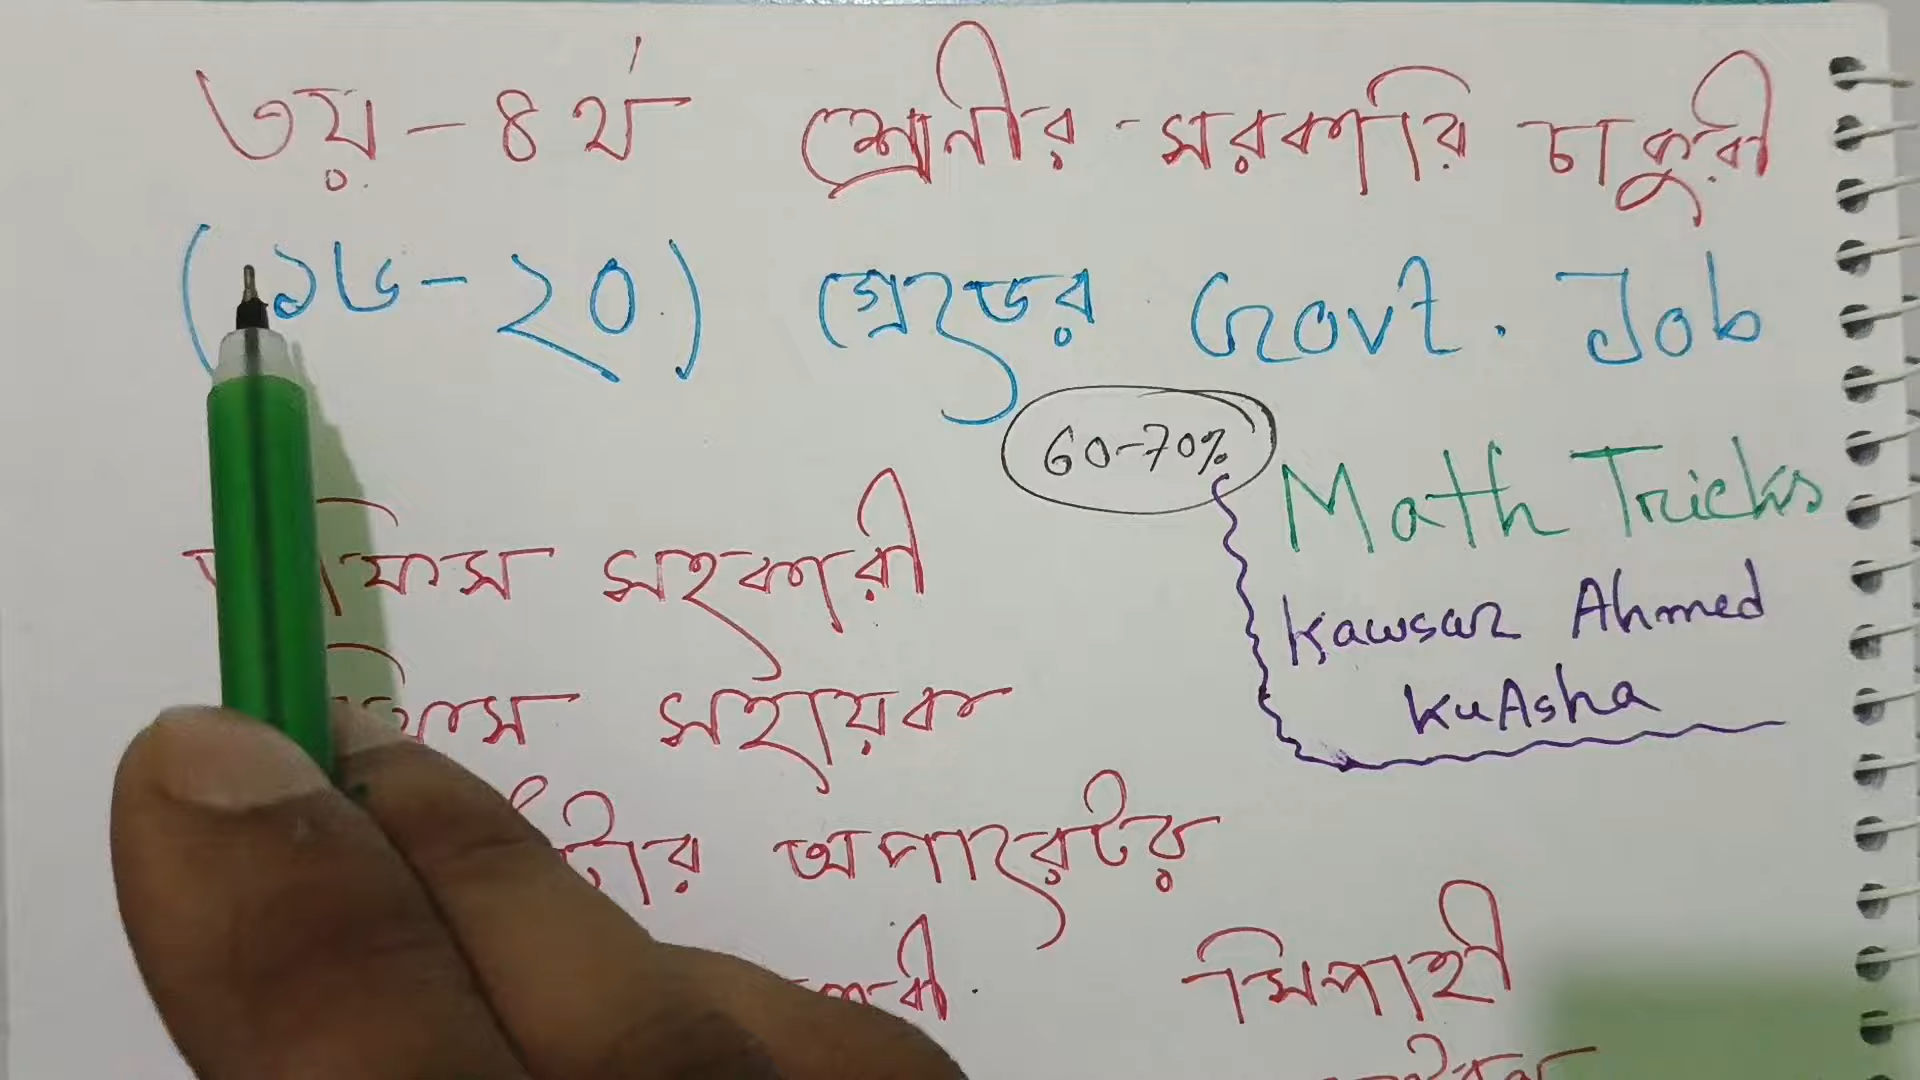 ৩য় - ৪র্থ শ্রেনীর সরকারি চাকুরী
(১৬ - ২০) গ্রেডের Govt. Job
60-70%
Math Tricks
Kawsar Ahmed
KuAsha
সহকারী
সহায়ক
অপারেটর
সিপাহী